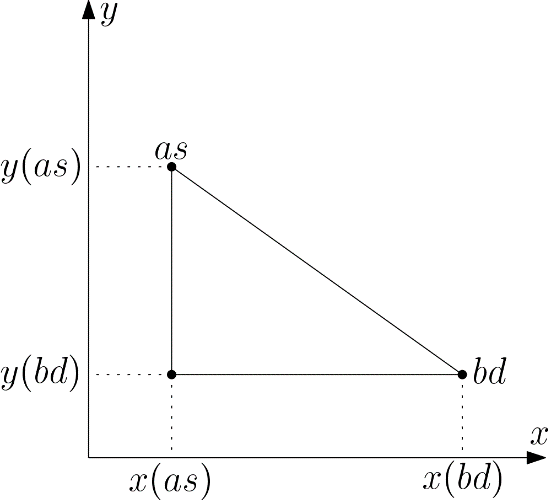 y
as
y(as)
y(bd)
bd
x
x(as)
x(bd)